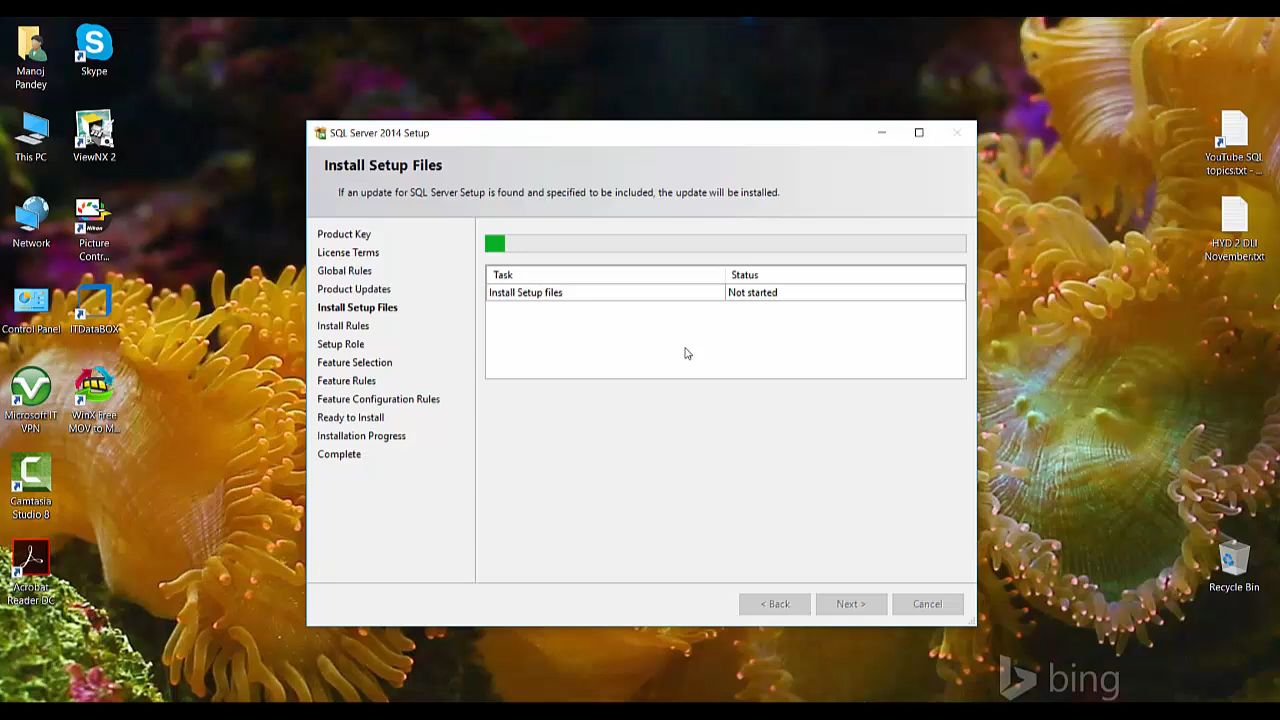 Manoj
Pandey
Skype
This PC
ViewNX 2
Network
Picture
Contr...
Control Panel
ITDataBOX
Microsoft IT
VPN
WinX Free
MOV to M...
Camtasia
Studio 8
Acrobat
Reader DC
SQL Server 2014 Setup
Install Setup Files
If an update for SQL Server Setup is found and specified to be included, the update will be installed.
Product Key
License Terms
Global Rules
Product Updates
Install Setup Files
Install Rules
Setup Role
Feature Selection
Feature Rules
Feature Configuration Rules
Ready to Install
Installation Progress
Complete
Task Status
Install Setup files Not started
< Back Next > Cancel
YouTube SQL
topics.txt - ...
HYD 2 DLI
November.txt
Recycle Bin
bing